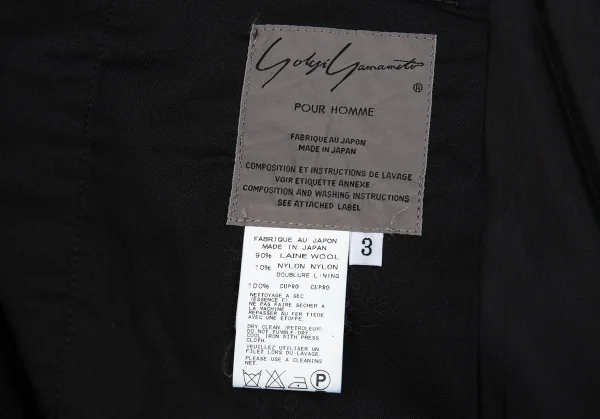 Yohji Yamamoto
®
POUR HOMME
FABRIQUE AU JAPON
MADE IN JAPAN
COMPOSITION ET INSTRUCTIONS DE LAVAGE
VOIR ETIQUETTE ANNEXE
COMPOSITION AND WASHING INSTRUCTIONS
SEE ATTACHED LABEL
3
FABRIQUE AU JAPON
MADE IN JAPAN
90% LAINE WOOL
10% NYLON NYLON
DOUBLURE LINING
100% CUPRO CUPRO
NETTOYAGE A SEC
(ESSENCE F).
NE PAS FAIRE SECHER A
LA MACHINE.
REPASSER AU FER TIEDE
AVEC UNE ETOFFE.
DRY CLEAN (PETROLEUM).
DO NOT TUMBLE-DRY.
COOL IRON WITH PRESS
CLOTH.
VEUILLEZ UTILISER UN
FILET LORS DU LAVAGE.
PLEASE USE A CLEANING
NET.
P